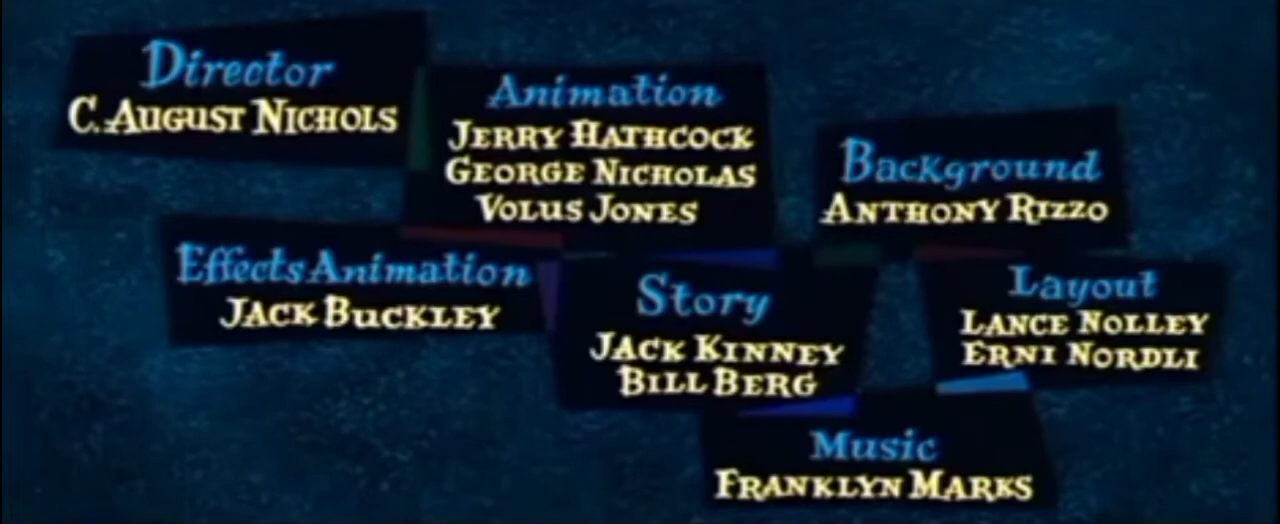 Director
C. AUGUST NICHOLS
Animation
JERRY HATHCOCK
GEORGE NICHOLAS
VOLUS JONES
Background
ANTHONY RIZZO
Effects Animation
JACK BUCKLEY
Story
JACK KINNEY
BILL BERG
Layout
LANCE NOLLEY
ERNI NORDLI
Music
FRANKLYN MARKS